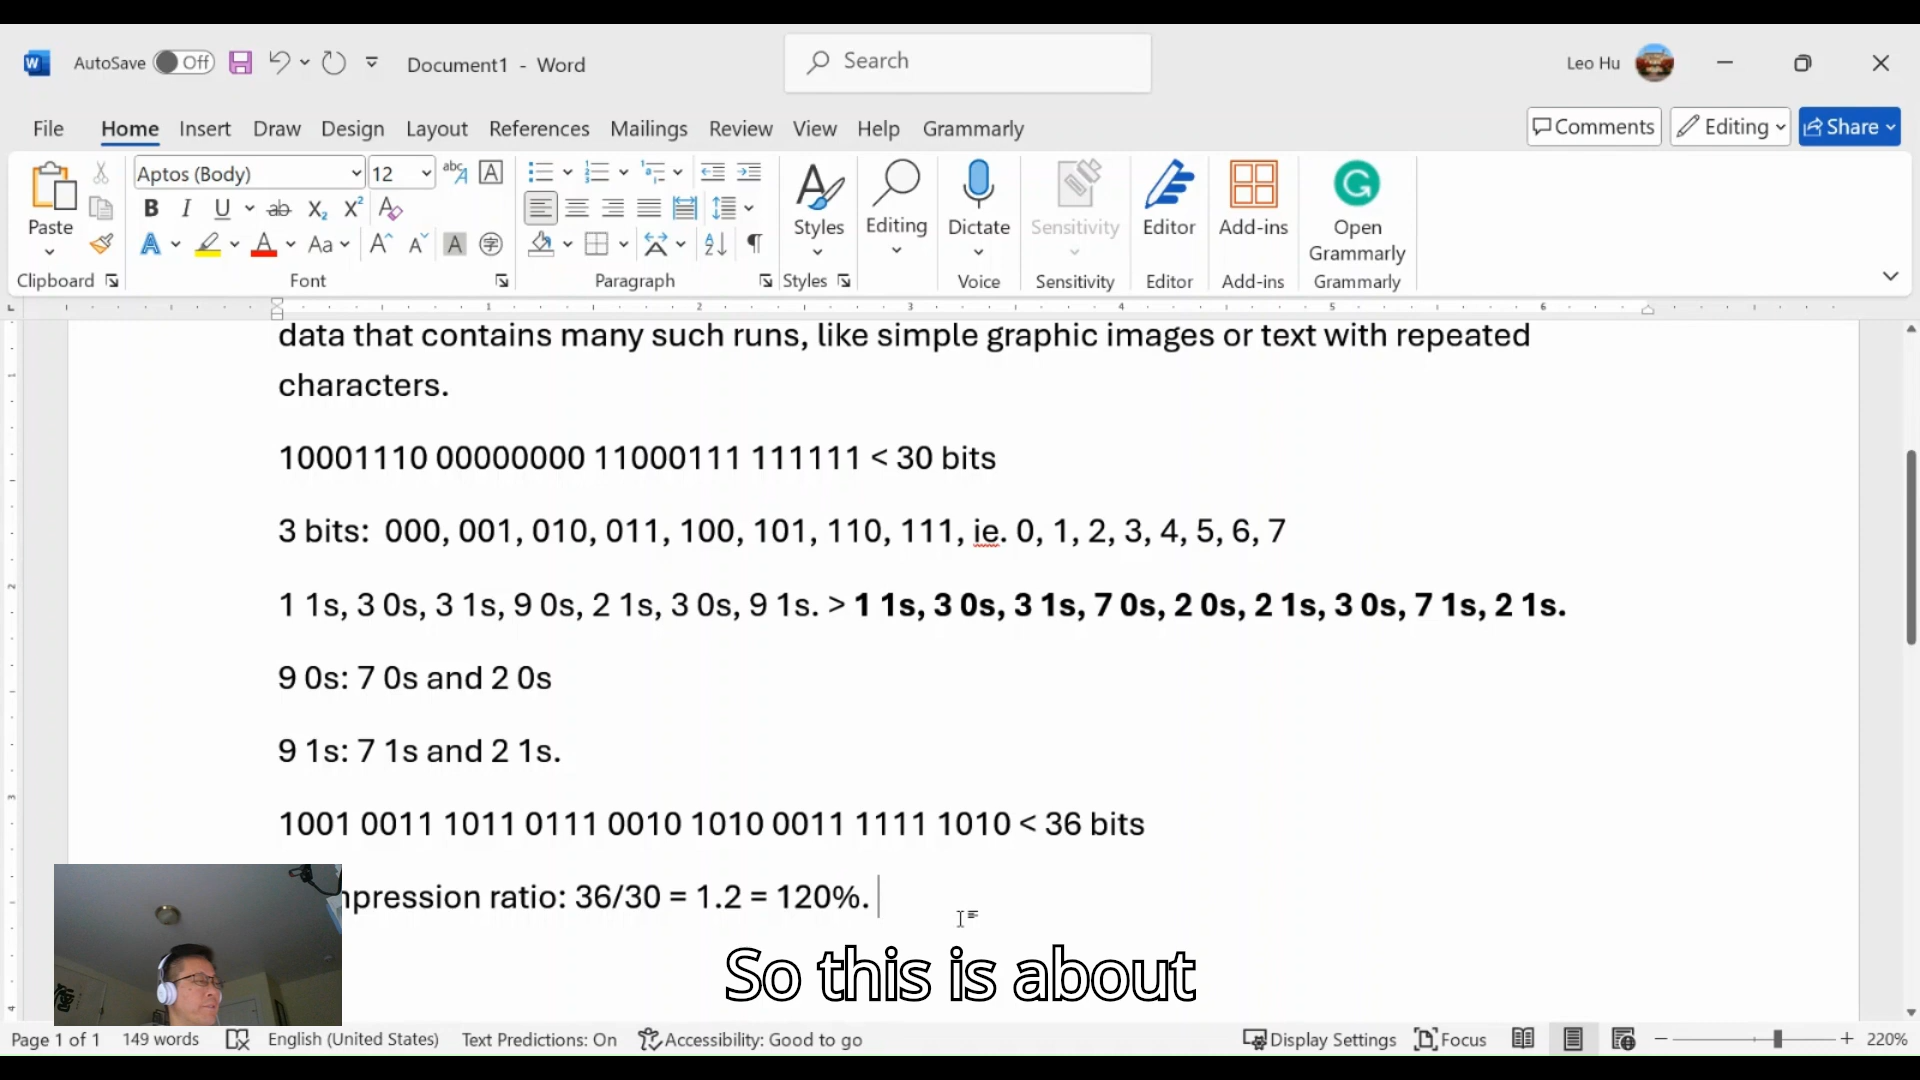 AutoSave Off Document1 - Word Search Leo Hu
File Home Insert Draw Design Layout References Mailings Review View Help Grammarly Comments Editing Share
Paste Aptos (Body) 12 Styles Editing Dictate Sensitivity Editor Add-ins Open Grammarly
Clipboard Font Paragraph Styles Voice Sensitivity Editor Add-ins Grammarly
1 2 3 4 5 6
data that contains many such runs, like simple graphic images or text with repeated
characters.
10001110 00000000 11000111 111111 < 30 bits
3 bits: 000, 001, 010, 011, 100, 101, 110, 111, ie. 0, 1, 2, 3, 4, 5, 6, 7
1 1s, 3 0s, 3 1s, 9 0s, 2 1s, 3 0s, 9 1s. > 1 1s, 3 0s, 3 1s, 7 0s, 2 0s, 2 1s, 3 0s, 7 1s, 2 1s.
9 0s: 7 0s and 2 0s
9 1s: 7 1s and 2 1s.
1001 0011 1011 0111 0010 1010 0011 1111 1010 < 36 bits
mpression ratio: 36/30 = 1.2 = 120%.
So this is about
Page 1 of 1 149 words English (United States) Text Predictions: On Accessibility: Good to go Display Settings Focus 220%